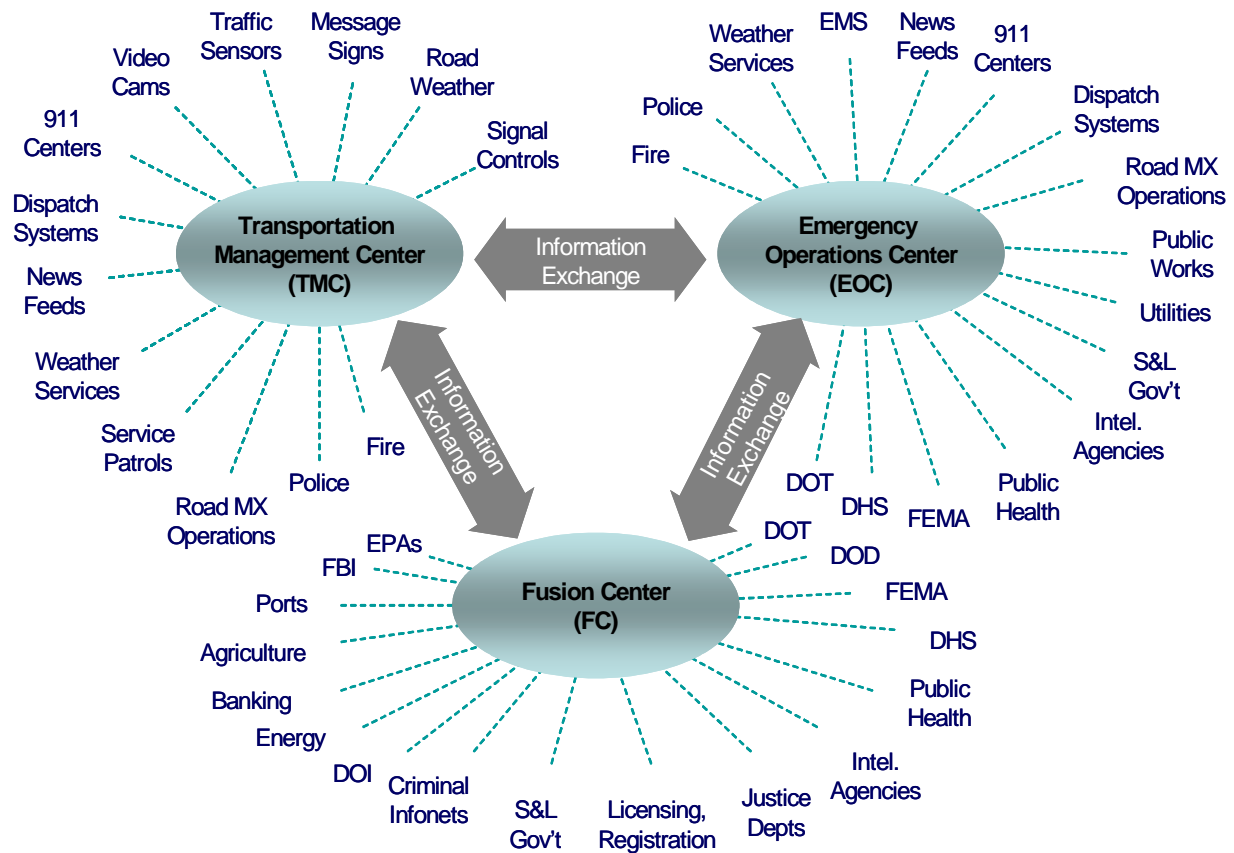 Traffic
Sensors
Message
Signs
Video
Cams
Road
Weather
911
Centers
Signal
Controls
Dispatch
Systems
News
Feeds
Weather
Services
Service
Patrols
Road MX
Operations
Police
Fire
Transportation
Management Center
(TMC)
Information
Exchange
EMS
News
Feeds
Weather
Services
911
Centers
Police
Dispatch
Systems
Fire
Road MX
Operations
Public
Works
Utilities
S&L
Gov't
Intel.
Agencies
Public
Health
FEMA
DHS
DOT
Emergency
Operations Center
(EOC)
Information
Exchange
Information
Exchange
EPAs
FBI
Ports
Agriculture
Banking
Energy
DOI
Criminal
Infonets
S&L
Gov't
Licensing,
Registration
Justice
Depts
Intel.
Agencies
Public
Health
DHS
FEMA
DOD
DOT
Fusion Center
(FC)